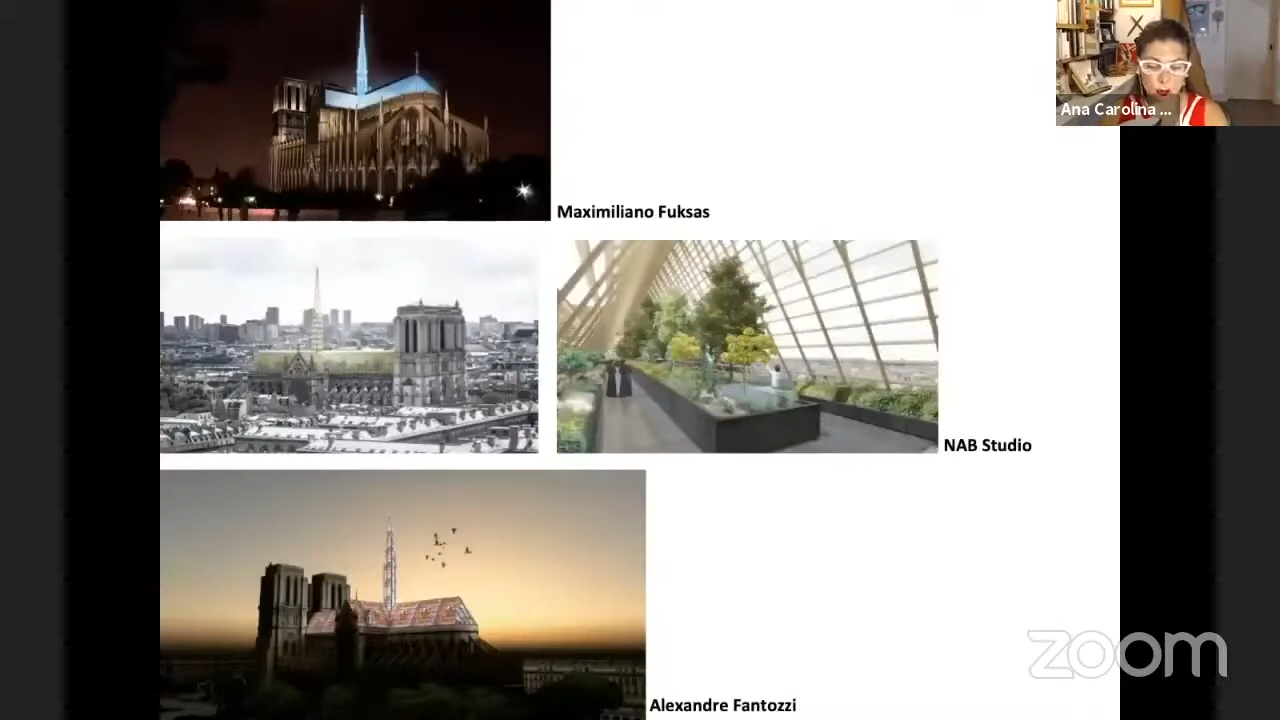 Ana Carolina ...
Maximiliano Fuksas
NAB Studio
zoom
Alexandre Fantozzi